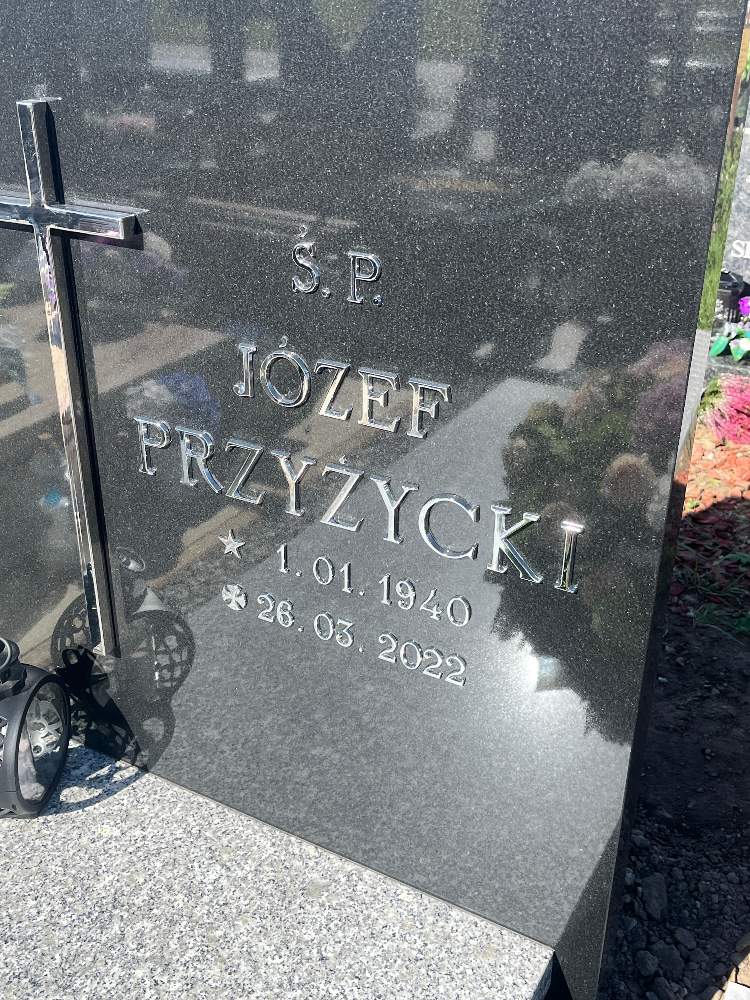 Ś. P.
JÓZEF
PRZYŻYCKI
1. 01. 1940
26. 03. 2022